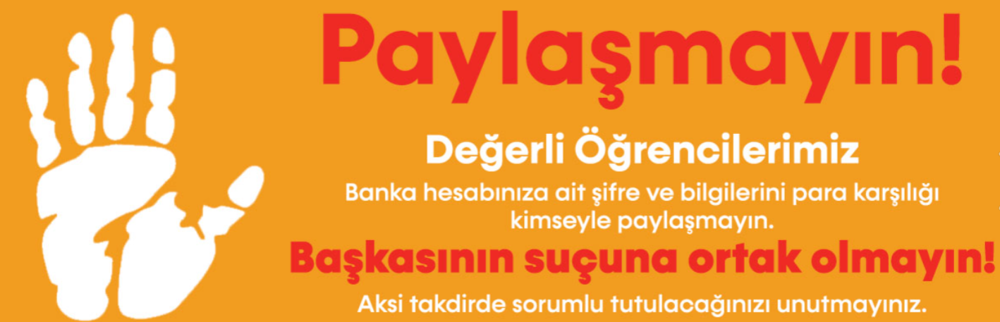 Paylaşmayın!
Değerli Öğrencilerimiz
Banka hesabınıza ait şifre ve bilgilerini para karşılığı
kimseyle paylaşmayın.
Başkasının suçuna ortak olmayın!
Aksi takdirde sorumlu tutulacağınızı unutmayınız.